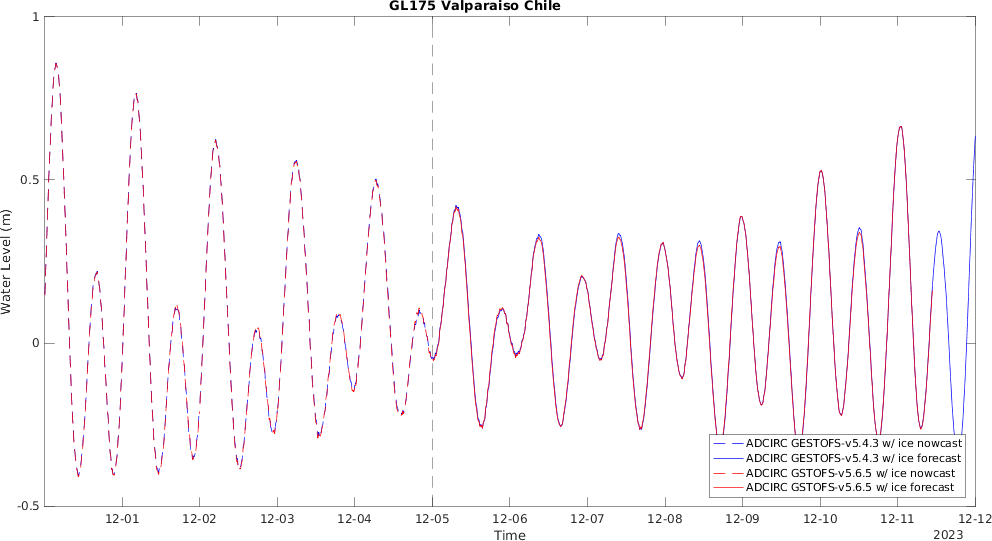 GL175 Valparaiso Chile
1
0.5
0
-0.5
Water Level (m)
ADCIRC GESTOFS-v5.4.3 w/ ice nowcast
ADCIRC GESTOFS-v5.4.3 w/ ice forecast
ADCIRC GSTOFS-v5.6.5 w/ ice nowcast
ADCIRC GSTOFS-v5.6.5 w/ ice forecast
12-01 12-02 12-03 12-04 12-05 12-06 12-07 12-08 12-09 12-10 12-11 12-12
Time
2023